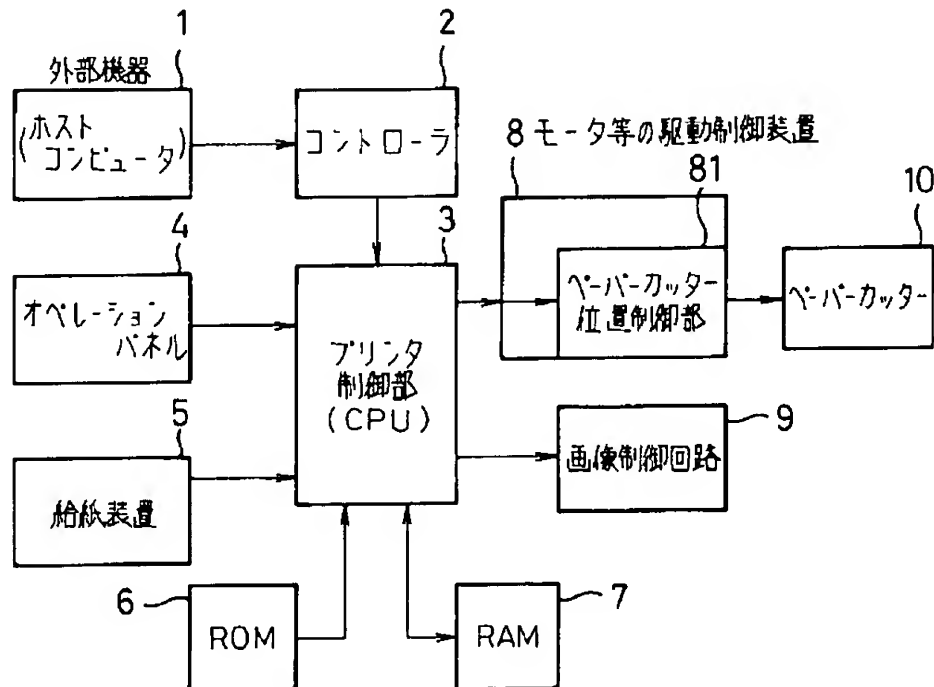 1
外部機器
(ホスト
コンピュータ)
2
コントローラ
8 モータ等の駆動制御装置
81
ペーパーカッター
位置制御部
10
ペーパーカッター
4
オペレーション
パネル
3
プリンタ
制御部
(CPU)
5
給紙装置
9
画像制御回路
6
ROM
7
RAM